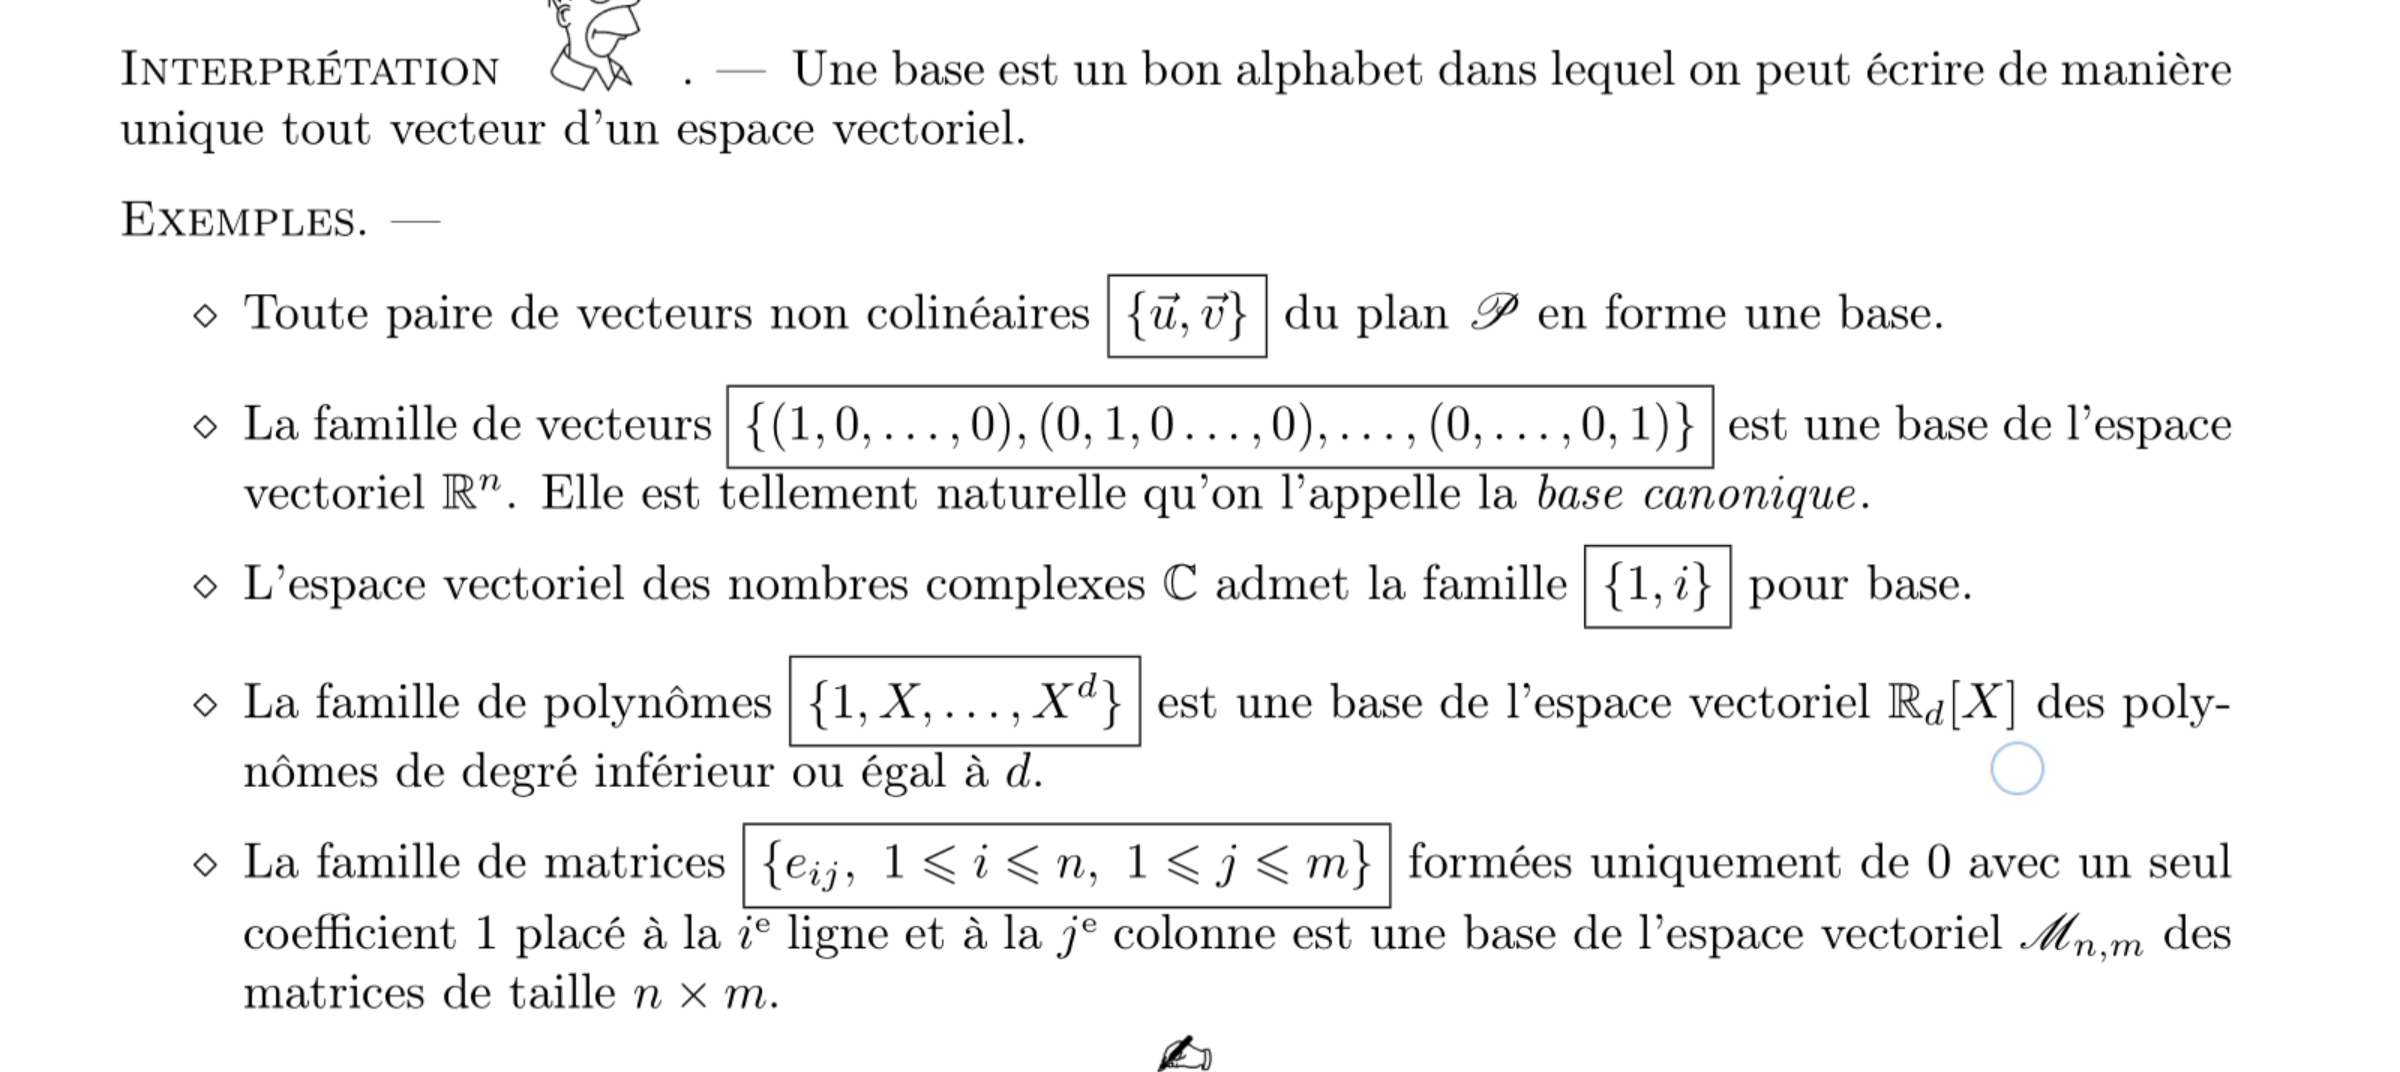 INTERPRÉTATION . — Une base est un bon alphabet dans lequel on peut écrire de manière
unique tout vecteur d'un espace vectoriel.
EXEMPLES. —
⋄ Toute paire de vecteurs non colinéaires {u⃗, v⃗} du plan 𝒫 en forme une base.
⋄ La famille de vecteurs {(1, 0, . . . , 0), (0, 1, 0 . . . , 0), . . . , (0, . . . , 0, 1)} est une base de l'espace
vectoriel ℝⁿ. Elle est tellement naturelle qu'on l'appelle la base canonique.
⋄ L'espace vectoriel des nombres complexes ℂ admet la famille {1, i} pour base.
⋄ La famille de polynômes {1, X, . . . , X^d} est une base de l'espace vectoriel ℝ_d[X] des poly-
nômes de degré inférieur ou égal à d.
⋄ La famille de matrices {e_{ij}, 1 ⩽ i ⩽ n, 1 ⩽ j ⩽ m} formées uniquement de 0 avec un seul
coefficient 1 placé à la iᵉ ligne et à la jᵉ colonne est une base de l'espace vectoriel ℳ_{n,m} des
matrices de taille n × m.